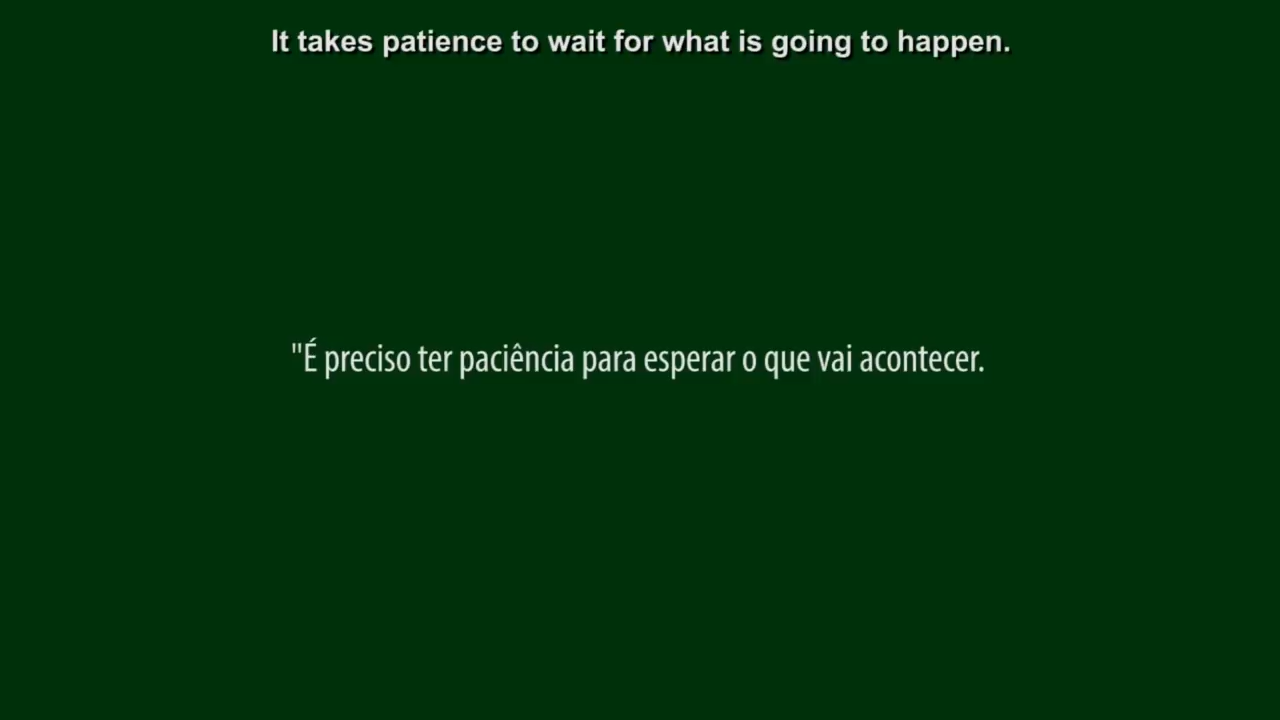 It takes patience to wait for what is going to happen.
"É preciso ter paciência para esperar o que vai acontecer.